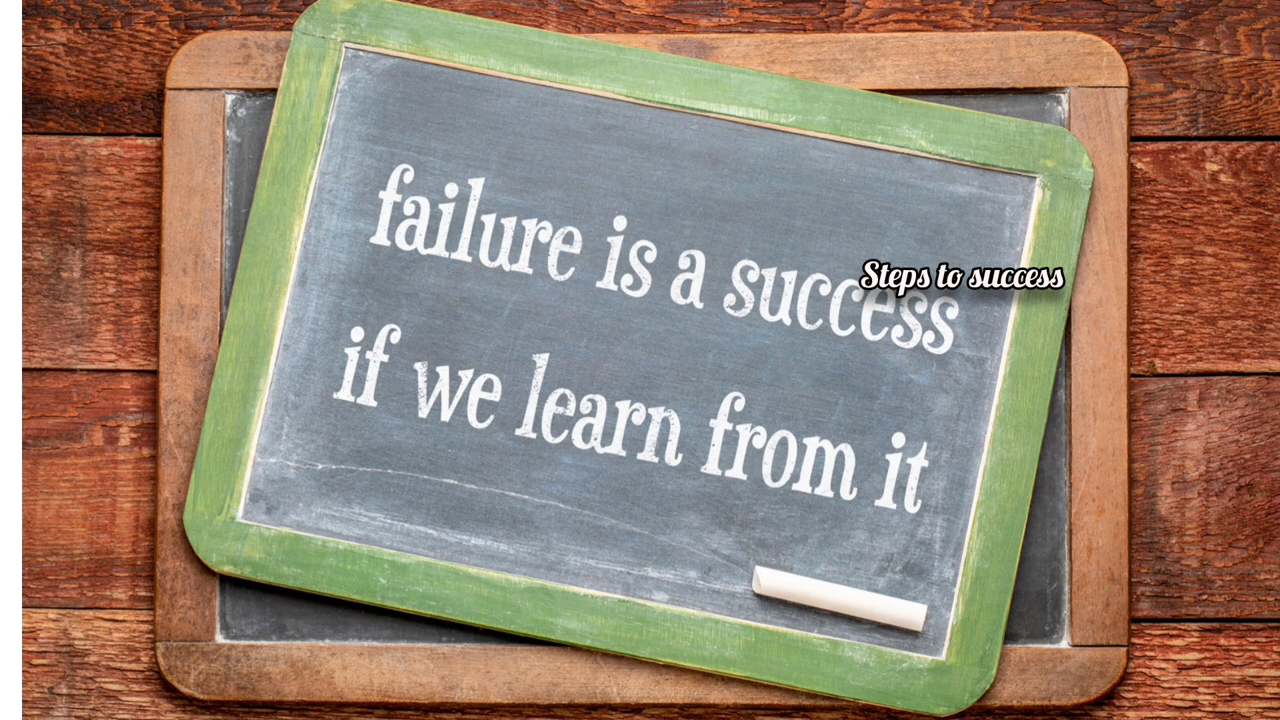 failure is a success
if we learn from it
Steps to success